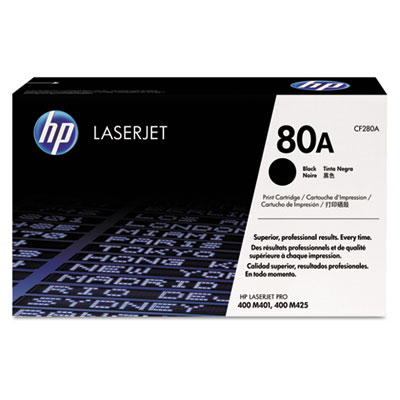 hp
LASERJET
80A
CF280A
Black Tinta Negra
Noire 黑色
Print Cartridge / Cartouche d'Impression /
Cartucho de Impresión / 打印硒鼓
Superior, professional results. Every time.
Des résultats professionnels et de qualité
supérieure à chaque impression.
Calidad superior, resultados profesionales.
En todo momento.
HP LASERJET PRO
400 M401, 400 M425
MADRID